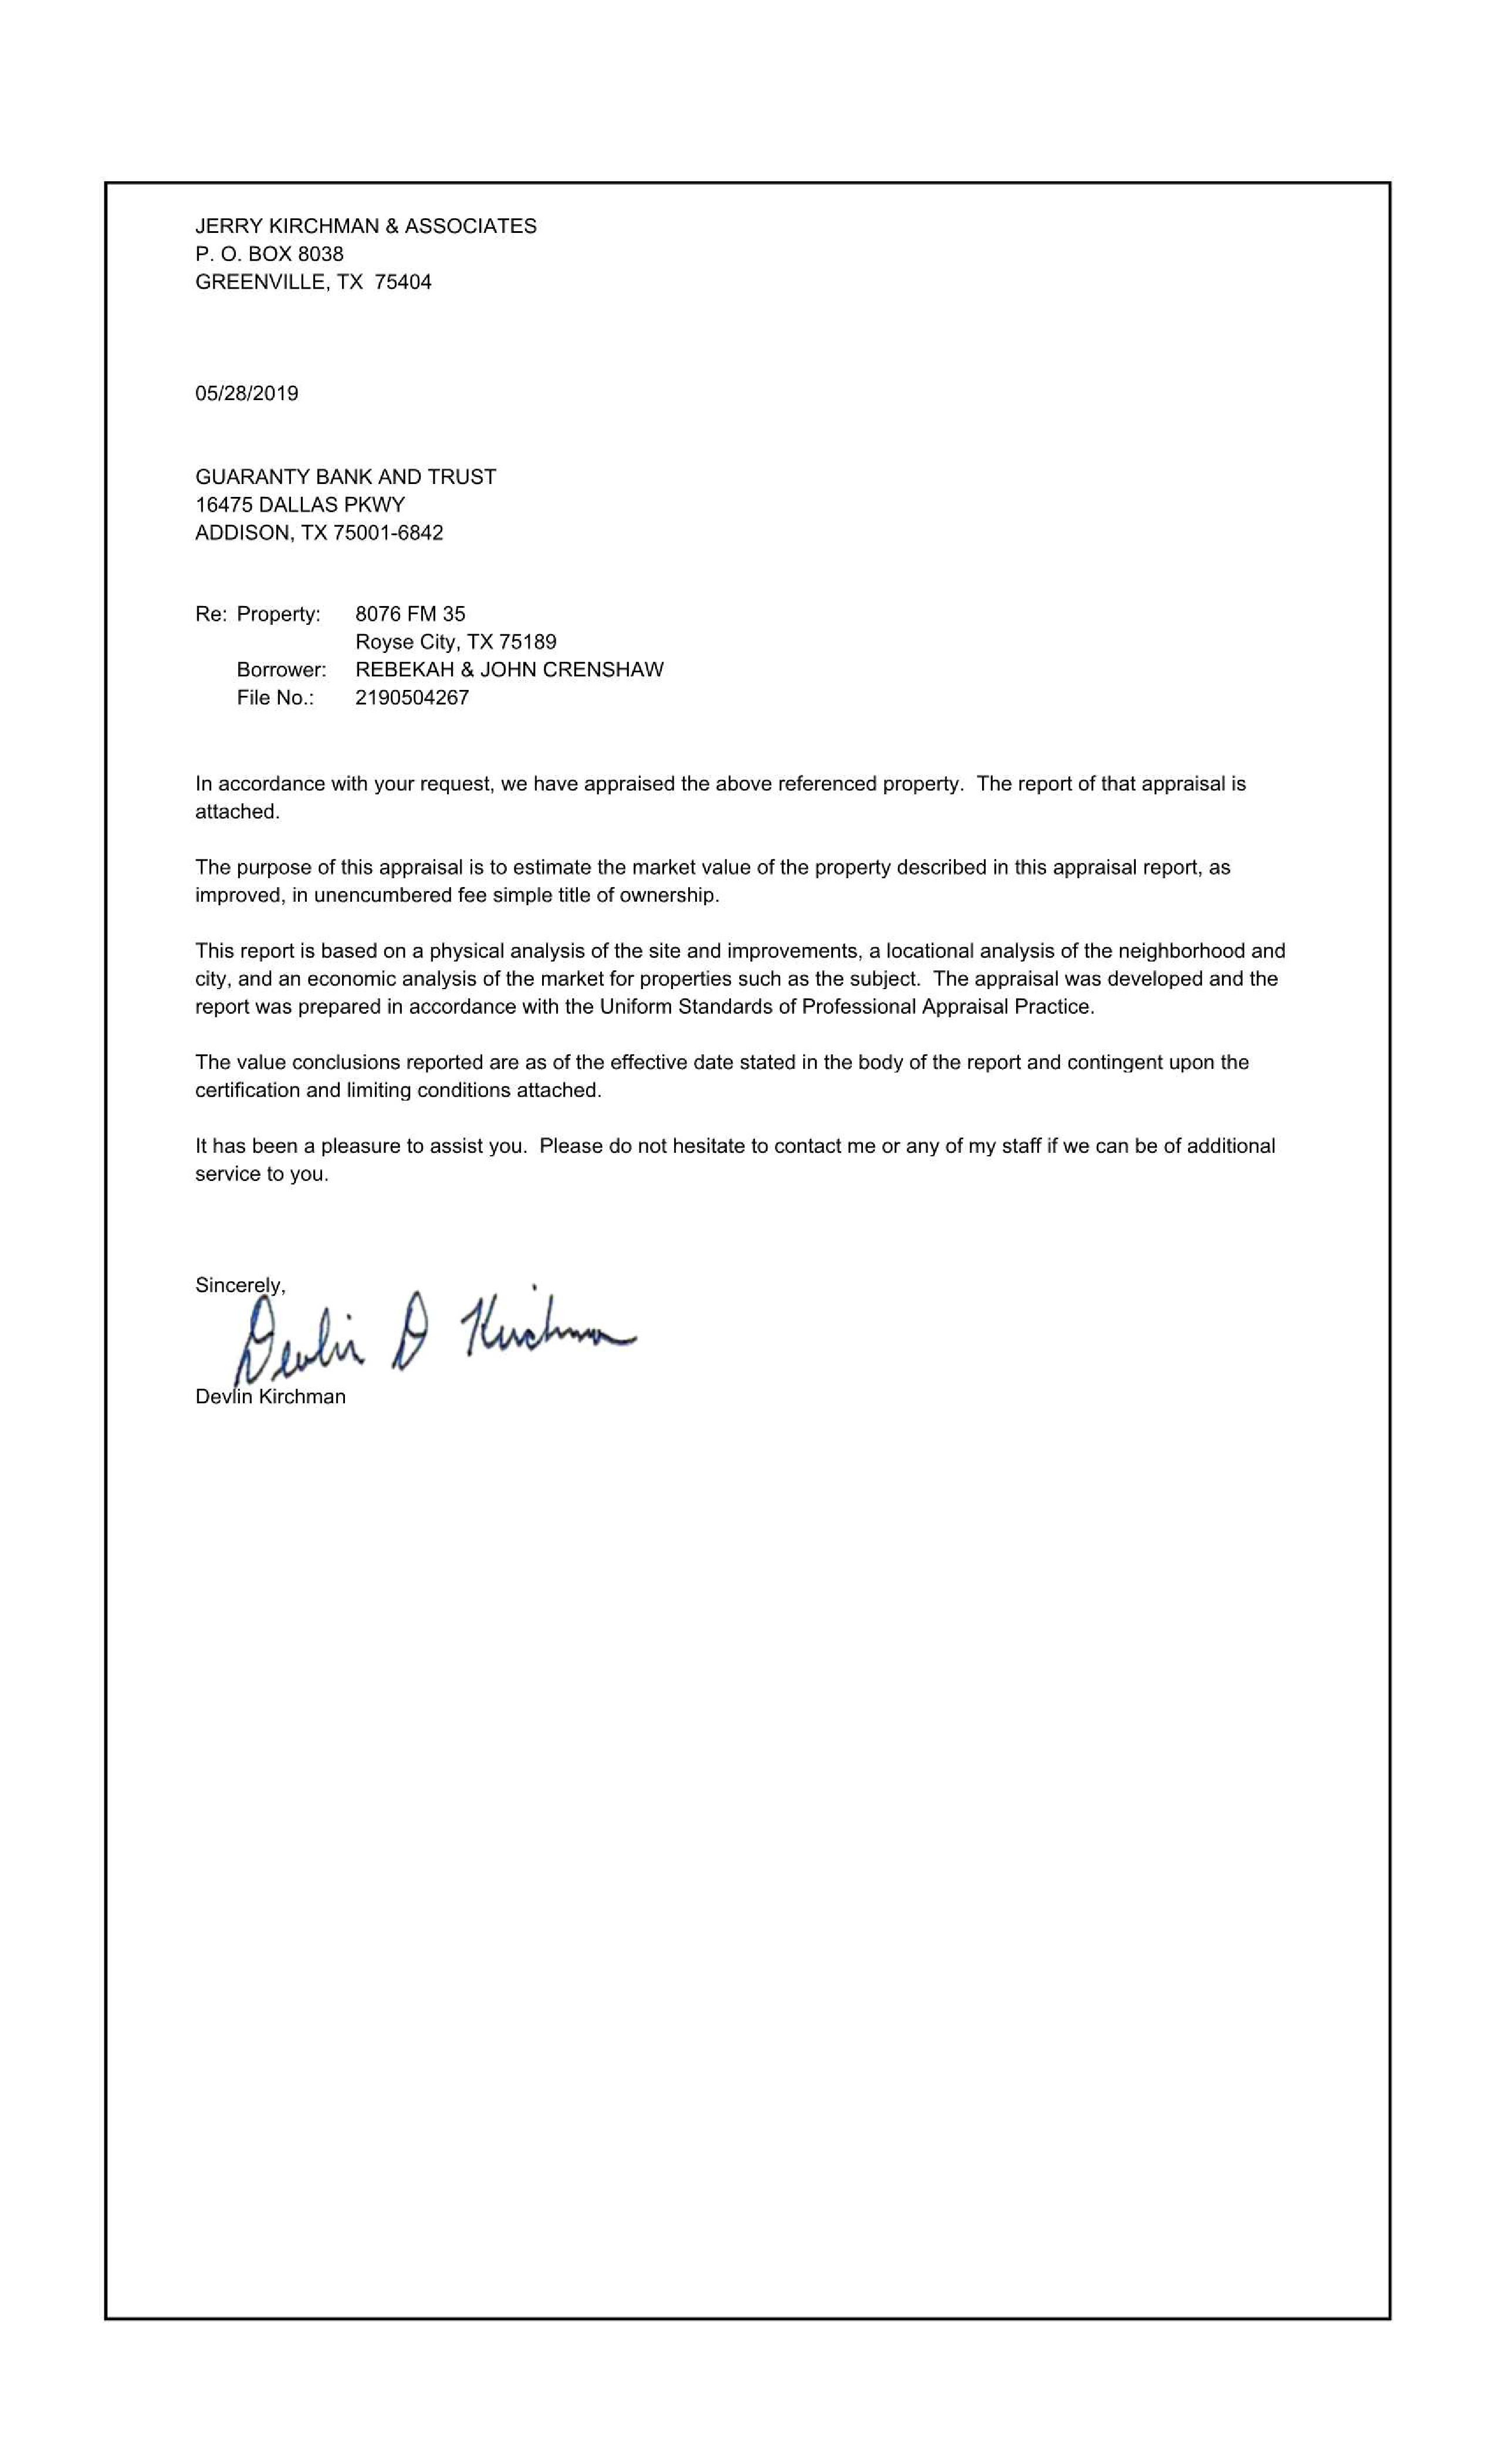 JERRY KIRCHMAN & ASSOCIATES
P. O. BOX 8038
GREENVILLE, TX  75404
05/28/2019
GUARANTY BANK AND TRUST
16475 DALLAS PKWY
ADDISON, TX 75001-6842
Re: Property: 8076 FM 35
Royse City, TX 75189
Borrower: REBEKAH & JOHN CRENSHAW
File No.: 2190504267
In accordance with your request, we have appraised the above referenced property.  The report of that appraisal is
attached.
The purpose of this appraisal is to estimate the market value of the property described in this appraisal report, as
improved, in unencumbered fee simple title of ownership.
This report is based on a physical analysis of the site and improvements, a locational analysis of the neighborhood and
city, and an economic analysis of the market for properties such as the subject.  The appraisal was developed and the
report was prepared in accordance with the Uniform Standards of Professional Appraisal Practice.
The value conclusions reported are as of the effective date stated in the body of the report and contingent upon the
certification and limiting conditions attached.
It has been a pleasure to assist you.  Please do not hesitate to contact me or any of my staff if we can be of additional
service to you.
Sincerely,
Devlin D Kirchman
Devlin Kirchman